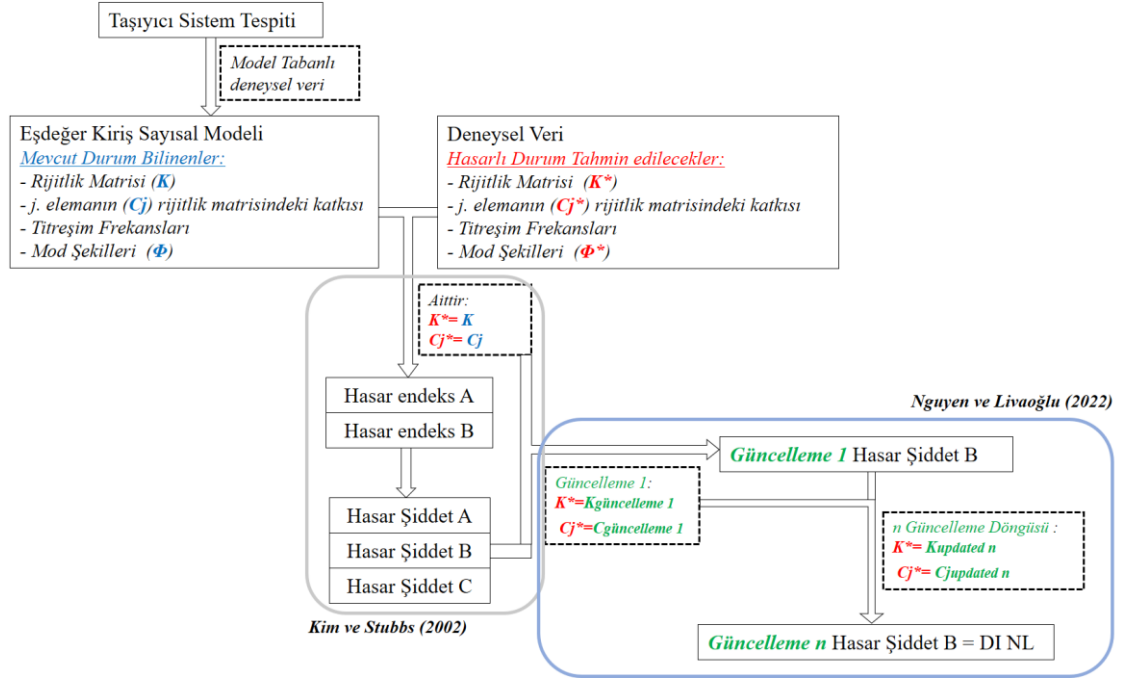 Taşıyıcı Sistem Tespiti
Model Tabanlı
deneysel veri
Eşdeğer Kiriş Sayısal Modeli
Mevcut Durum Bilinenler:
- Rijitlik Matrisi (K)
- j. elemanın (Cj) rijitlik matrisindeki katkısı
- Titreşim Frekansları
- Mod Şekilleri (Φ)
Deneysel Veri
Hasarlı Durum Tahmin edilecekler:
- Rijitlik Matrisi (K*)
- j. elemanın (Cj*) rijitlik matrisindeki katkısı
- Titreşim Frekansları
- Mod Şekilleri (Φ*)
Aittir:
K*= K
Cj*= Cj
Hasar endeks A
Hasar endeks B
Hasar Şiddet A
Hasar Şiddet B
Hasar Şiddet C
Kim ve Stubbs (2002)
Nguyen ve Livaoğlu (2022)
Güncelleme 1 Hasar Şiddet B
Güncelleme 1:
K*=Kgüncelleme 1
Cj*=Cgüncelleme 1
n Güncelleme Döngüsü :
K*= Kupdated n
Cj*= Cjupdated n
Güncelleme n Hasar Şiddet B = DI NL